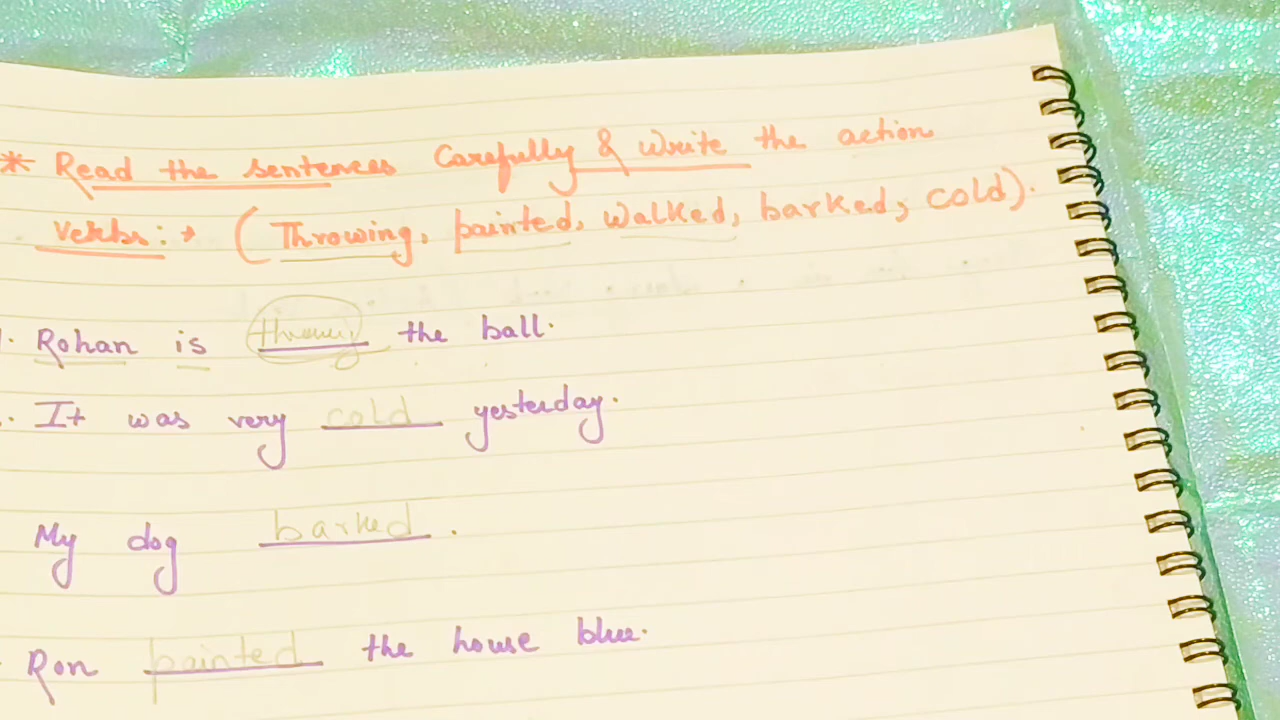 * Read the sentences Carefully & Write the action
Verbs:→ (Throwing, painted, Walked, barked, cold).
Rohan is throwing the ball.
It was very cold yesterday.
My dog barked.
Ron painted the house blue.